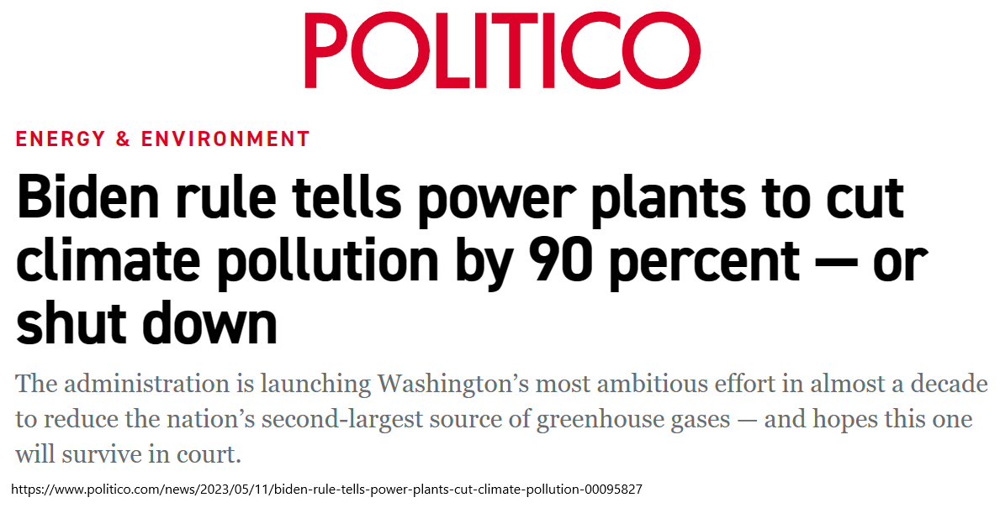 POLITICO
ENERGY & ENVIRONMENT
Biden rule tells power plants to cut
climate pollution by 90 percent — or
shut down
The administration is launching Washington’s most ambitious effort in almost a decade
to reduce the nation’s second-largest source of greenhouse gases — and hopes this one
will survive in court.
https://www.politico.com/news/2023/05/11/biden-rule-tells-power-plants-cut-climate-pollution-00095827